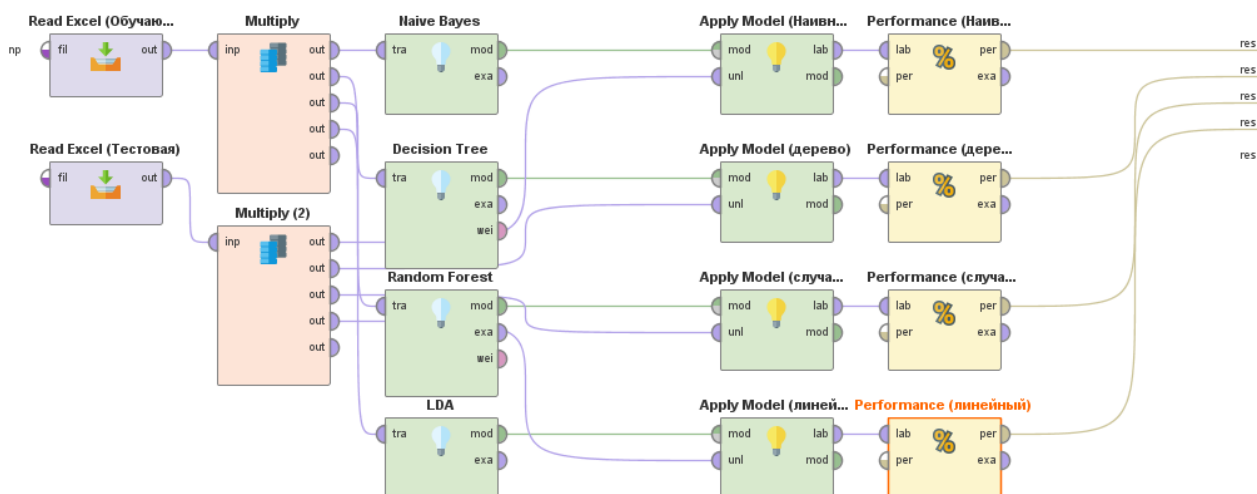 Read Excel (Обучаю...
Multiply
Naive Bayes
Apply Model (Наивн...
Performance (Наив...
np
fil
out
inp
out
out
out
out
out
tra
mod
exa
mod
unl
lab
mod
lab
per
per
exa
res
res
res
res
res
Read Excel (Тестовая)
fil
out
Multiply (2)
inp
out
out
out
out
out
Decision Tree
tra
mod
exa
wei
Apply Model (дерево)
mod
unl
lab
mod
Performance (дере...
lab
per
per
exa
Random Forest
tra
mod
exa
wei
Apply Model (случа...
mod
unl
lab
mod
Performance (случа...
lab
per
per
exa
LDA
tra
mod
exa
Apply Model (линей...
mod
unl
lab
mod
Performance (линейный)
lab
per
per
exa